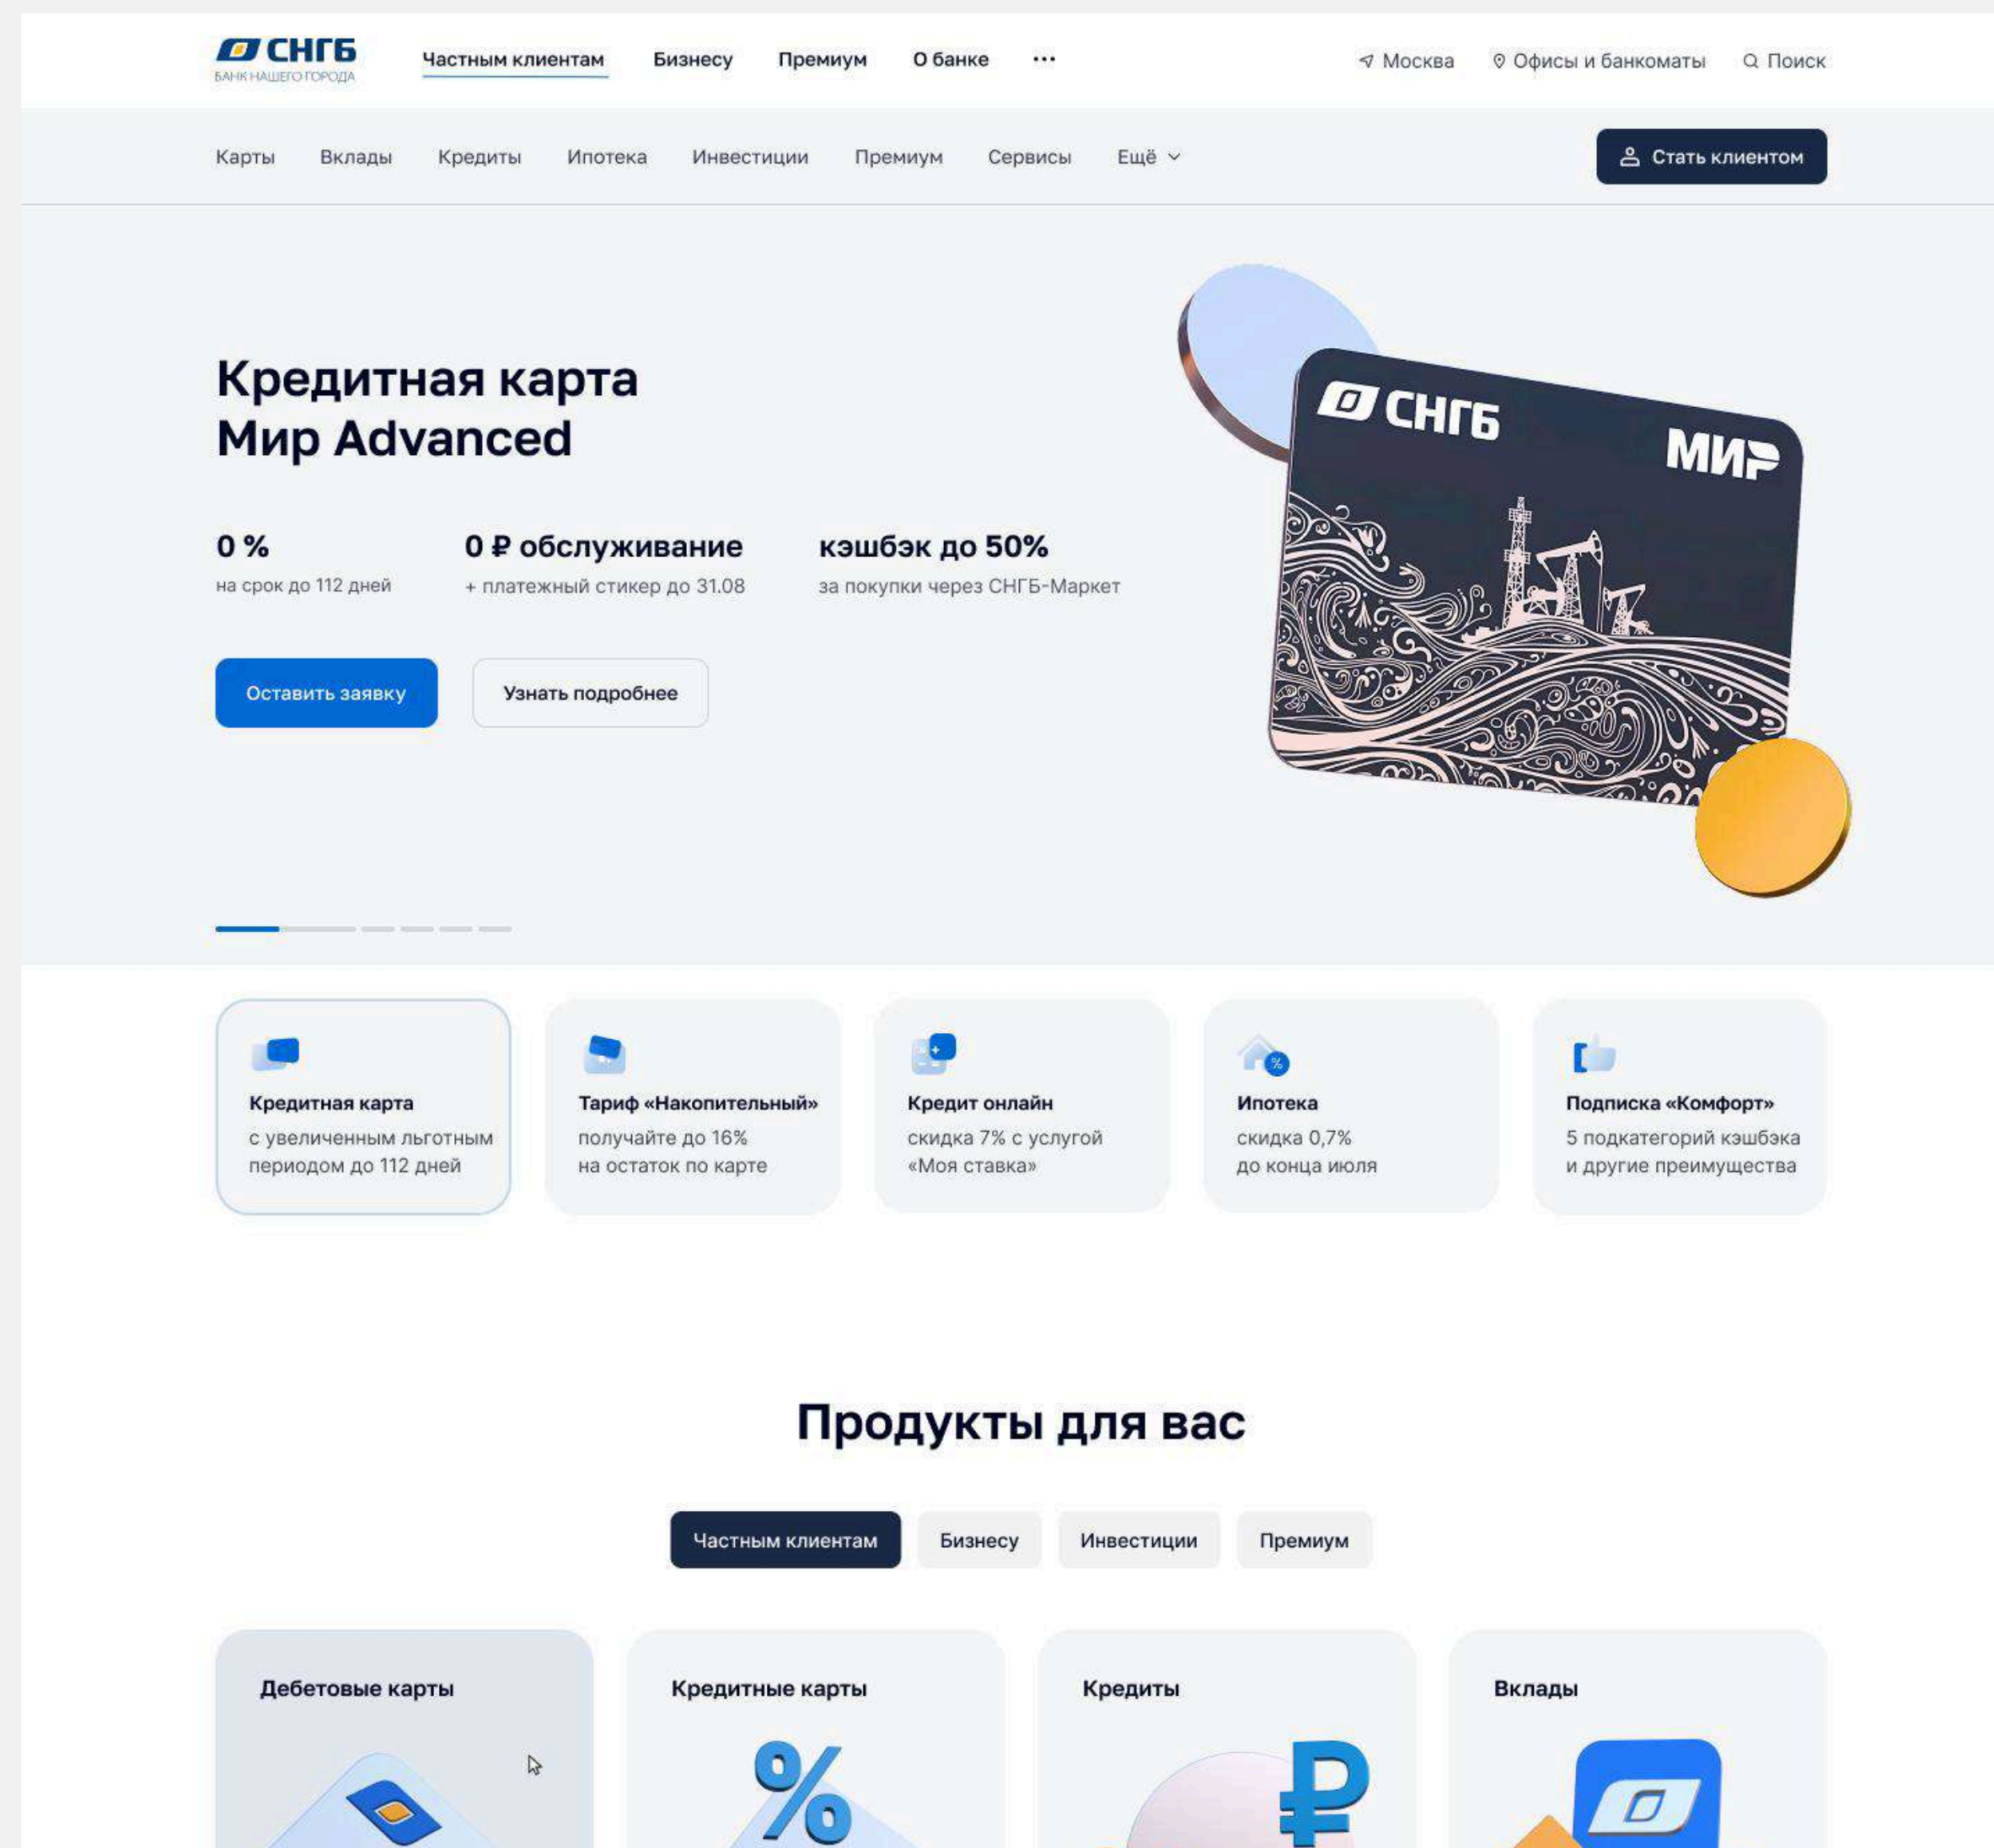 СНГБ
БАНК НАШЕГО ГОРОДА
Частным клиентам
Бизнесу
Премиум
О банке
•••
Москва
Офисы и банкоматы
Поиск
Карты
Вклады
Кредиты
Ипотека
Инвестиции
Премиум
Сервисы
Ещё
Стать клиентом
Кредитная карта
Мир Advanced
0 %
на срок до 112 дней
0 ₽ обслуживание
+ платежный стикер до 31.08
кэшбэк до 50%
за покупки через СНГБ-Маркет
Оставить заявку
Узнать подробнее
СНГБ
МИР
Кредитная карта
с увеличенным льготным
периодом до 112 дней
Тариф «Накопительный»
получайте до 16%
на остаток по карте
Кредит онлайн
скидка 7% с услугой
«Моя ставка»
%
Ипотека
скидка 0,7%
до конца июля
Подписка «Комфорт»
5 подкатегорий кэшбэка
и другие преимущества
Продукты для вас
Частным клиентам
Бизнесу
Инвестиции
Премиум
Дебетовые карты
Кредитные карты
%
Кредиты
₽
Вклады